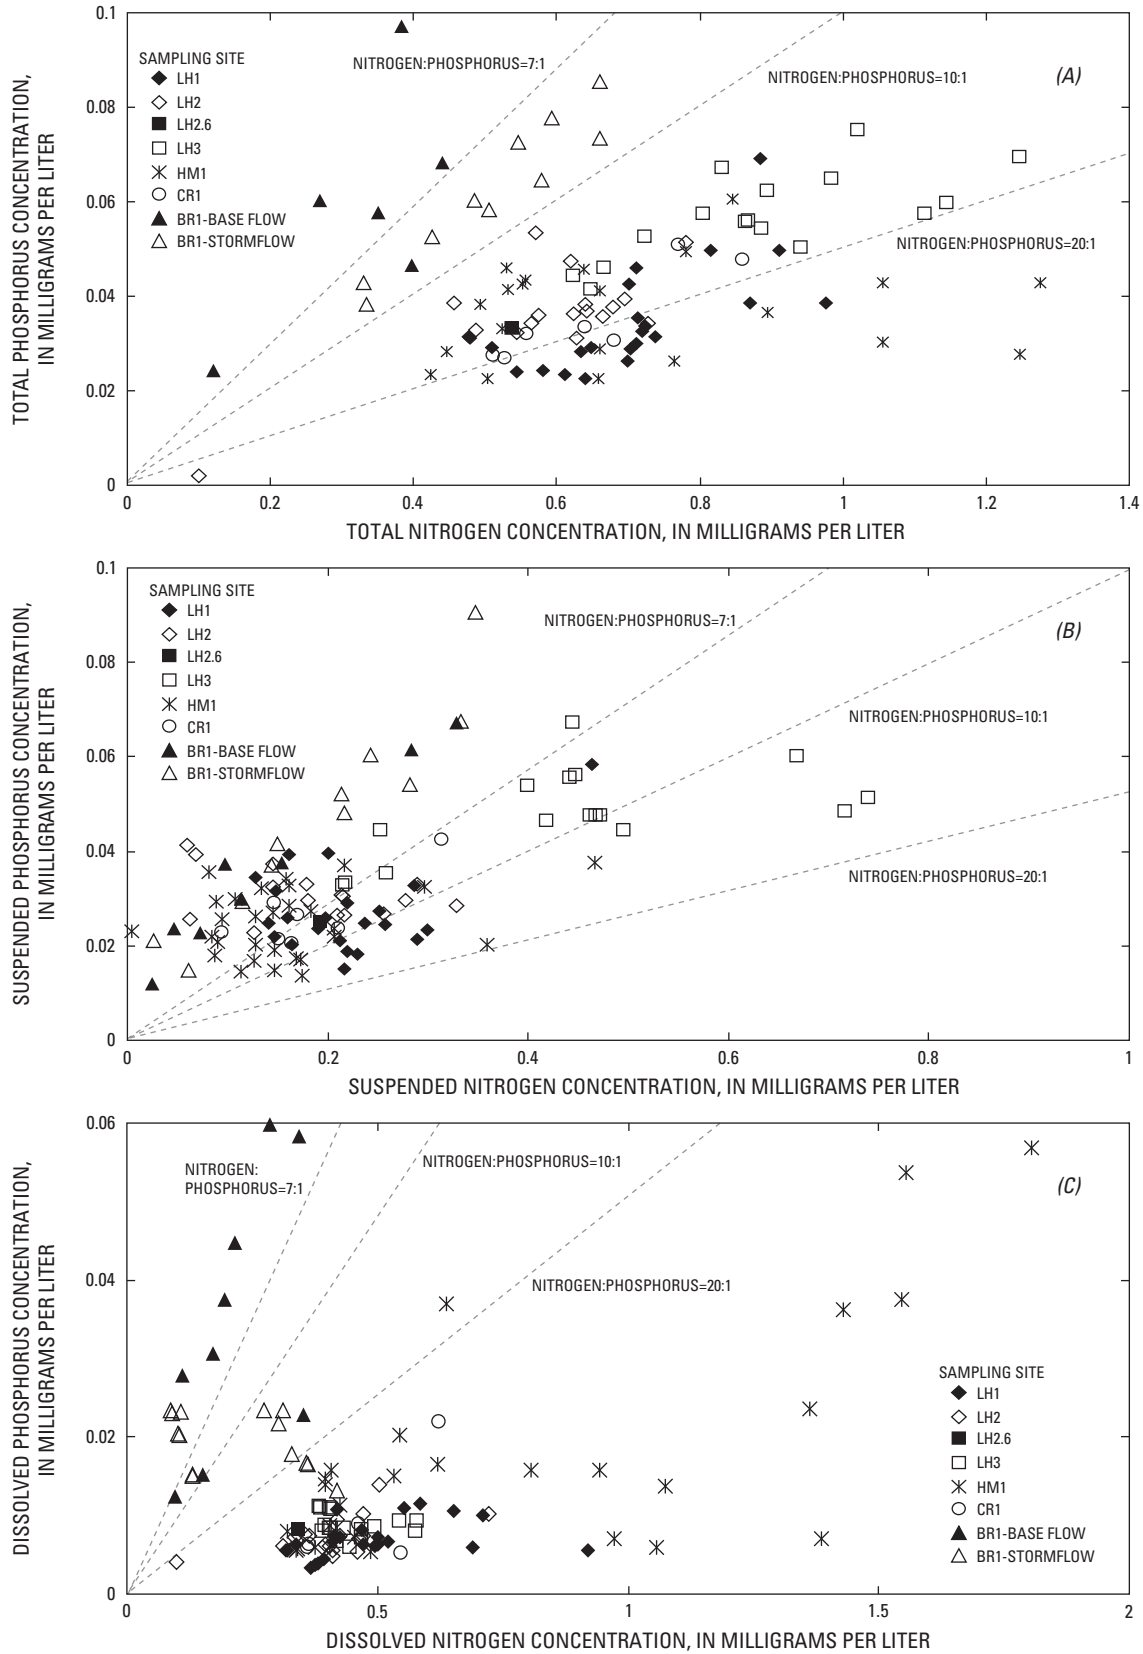 TOTAL PHOSPHORUS CONCENTRATION,
IN MILLIGRAMS PER LITER
0.1
0.08
0.06
0.04
0.02
0
SAMPLING SITE
LH1
LH2
LH2.6
LH3
HM1
CR1
BR1-BASE FLOW
BR1-STORMFLOW
NITROGEN:PHOSPHORUS=7:1
NITROGEN:PHOSPHORUS=10:1
(A)
NITROGEN:PHOSPHORUS=20:1
0 0.2 0.4 0.6 0.8 1 1.2 1.4
TOTAL NITROGEN CONCENTRATION, IN MILLIGRAMS PER LITER
SUSPENDED PHOSPHORUS CONCENTRATION,
IN MILLIGRAMS PER LITER
0.1
0.08
0.06
0.04
0.02
0
SAMPLING SITE
LH1
LH2
LH2.6
LH3
HM1
CR1
BR1-BASE FLOW
BR1-STORMFLOW
NITROGEN:PHOSPHORUS=7:1
(B)
NITROGEN:PHOSPHORUS=10:1
NITROGEN:PHOSPHORUS=20:1
0 0.2 0.4 0.6 0.8 1
SUSPENDED NITROGEN CONCENTRATION, IN MILLIGRAMS PER LITER
DISSOLVED PHOSPHORUS CONCENTRATION,
IN MILLIGRAMS PER LITER
0.06
0.04
0.02
0
NITROGEN:
PHOSPHORUS=7:1
NITROGEN:PHOSPHORUS=10:1
(C)
NITROGEN:PHOSPHORUS=20:1
SAMPLING SITE
LH1
LH2
LH2.6
LH3
HM1
CR1
BR1-BASE FLOW
BR1-STORMFLOW
0 0.5 1 1.5 2
DISSOLVED NITROGEN CONCENTRATION, IN MILLIGRAMS PER LITER